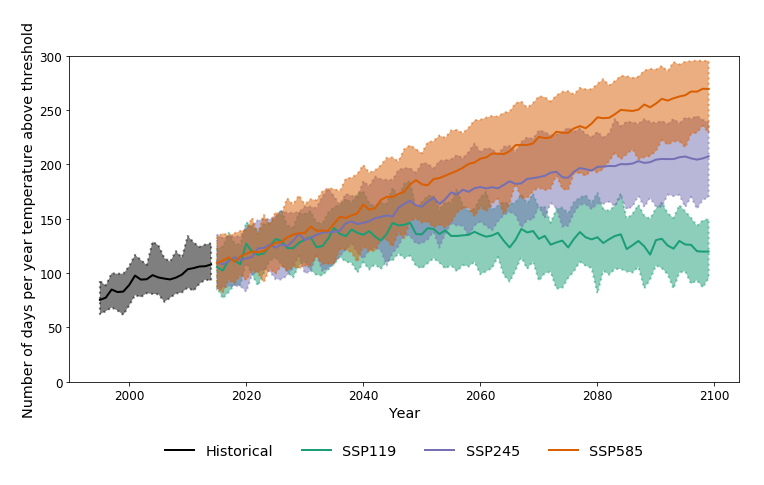 Number of days per year temperature above threshold
300
250
200
150
100
50
0
2000 2020 2040 2060 2080 2100
Year
Historical SSP119 SSP245 SSP585